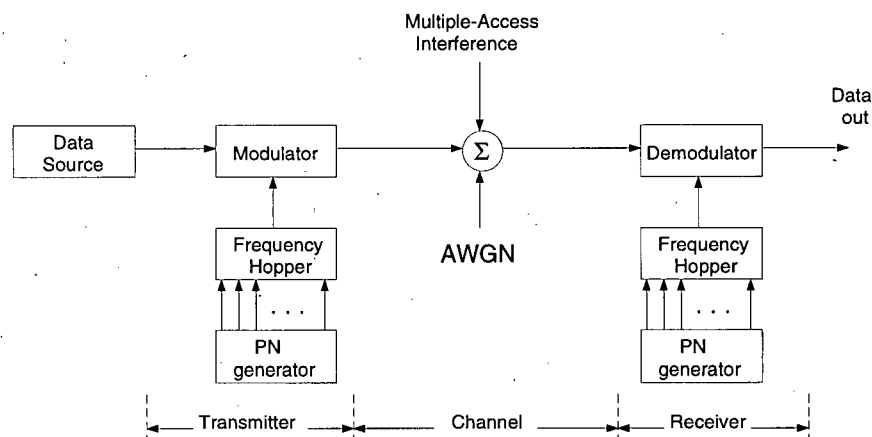 Multiple-Access
Interference
Data
out
Data
Source
Modulator
Σ
Demodulator
Frequency
Hopper
AWGN
Frequency
Hopper
. . .
. . .
PN
generator
PN
generator
Transmitter
Channel
Receiver